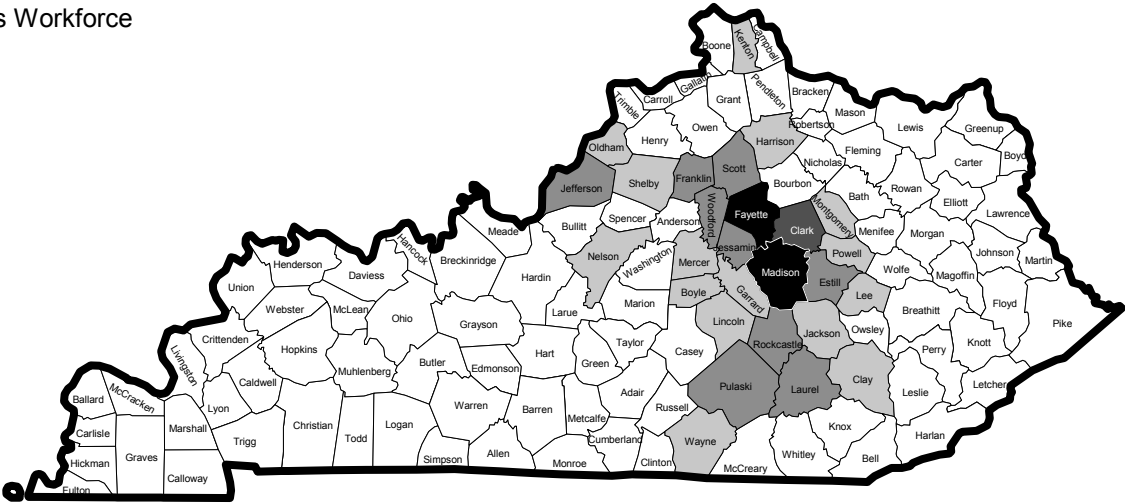 s Workforce
Boone
Kenton
Campbell
Gallatin
Carroll
Trimble
Grant
Pendleton
Bracken
Mason
Robertson
Lewis
Greenup
Owen
Henry
Oldham
Harrison
Fleming
Nicholas
Carter
Boyd
Scott
Franklin
Shelby
Jefferson
Bourbon
Bath
Rowan
Elliott
Lawrence
Woodford
Fayette
Montgomery
Clark
Menifee
Morgan
Spencer
Anderson
Bullitt
Meade
Hancock
Breckinridge
Nelson
Washington
Mercer
Jessamine
Madison
Powell
Wolfe
Magoffin
Johnson
Martin
Henderson
Daviess
Union
Hardin
Boyle
Garrard
Estill
Lee
Breathitt
Floyd
Pike
Webster
McLean
Ohio
Grayson
Larue
Marion
Lincoln
Rockcastle
Jackson
Owsley
Perry
Knott
Crittenden
Livingston
Hopkins
Muhlenberg
Butler
Edmonson
Hart
Green
Taylor
Casey
Pulaski
Laurel
Clay
Leslie
Letcher
Ballard
McCracken
Caldwell
Lyon
Warren
Barren
Metcalfe
Adair
Russell
Carlisle
Marshall
Trigg
Christian
Todd
Logan
Simpson
Allen
Monroe
Cumberland
Clinton
Wayne
McCreary
Whitley
Knox
Bell
Harlan
Hickman
Graves
Calloway
Fulton